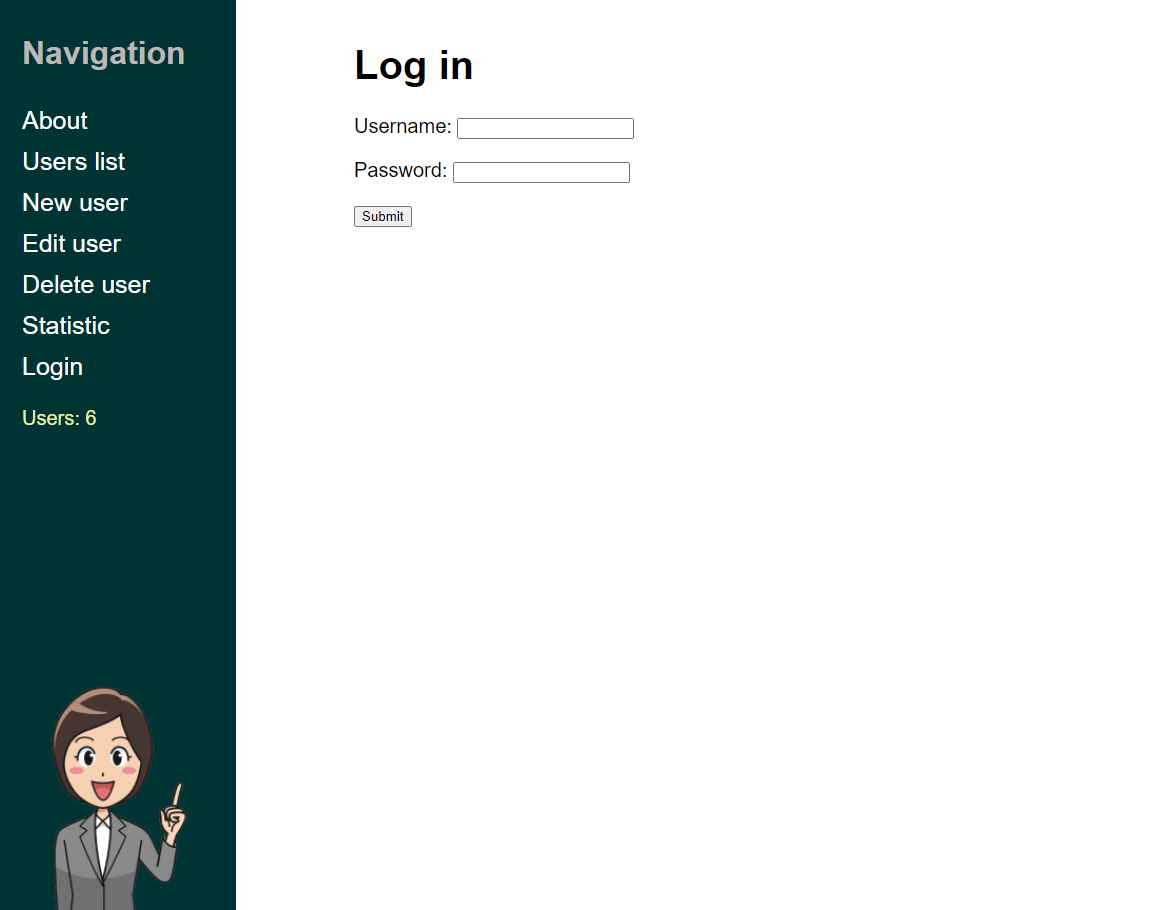 Navigation
About
Users list
New user
Edit user
Delete user
Statistic
Login
Users: 6
Log in
Username:
Password:
Submit